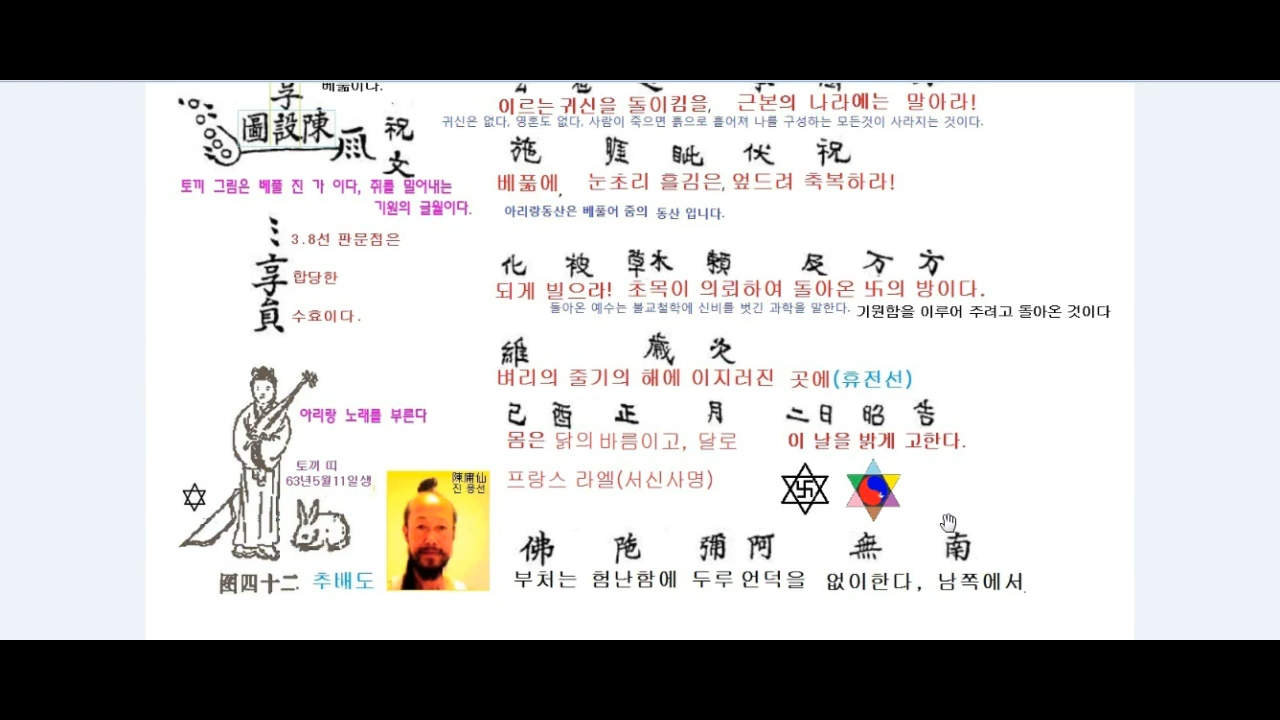 베풂이다.
享
圖設陳
祝文
이르는 귀신을 돌이킴을, 근본의 나라에는 말아라!
귀신은 없다. 영혼도 없다. 사람이 죽으면 흙으로 흩어져 나를 구성하는 모든것이 사라지는 것이다.
施 眶 眦 伏 祝
토끼 그림은 베풀 진 가 이다, 쥐를 밀어내는
기원의 글월이다.
베풂에, 눈초리 흘김은, 엎드려 축복하라!
아리랑동산은 베풀어 줌의 동산 입니다.
3.8선 판문점은
享員
합당한
수효이다.
化 被 草木 賴 及 万 方
되게 빌으라! 초목이 의뢰하여 돌아온 卐의 방이다.
돌아온 예수는 불교철학에 신비를 벗긴 과학을 말한다. 기원함을 이루어 주려고 돌아온 것이다
維 歲 次
벼리의 줄기의 해에 이지러진 곳에(휴전선)
己 酉 正 月 二日 昭 告
아리랑 노래를 부른다
몸은 닭의 바름이고, 달로 이 날을 밝게 고한다.
토끼 띠
63년5월11일생
陳庸仙
진 용선
프랑스 라엘(서신사명)
卐
佛 陁 彌 阿 無 南
图四十二 추배도
부처는 험난함에 두루 언덕을 없이한다, 남쪽에서.